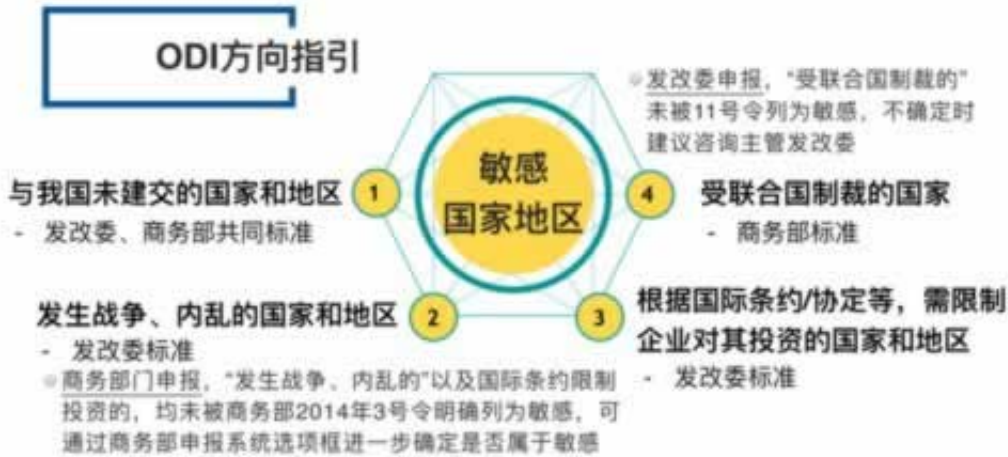 ODI方向指引
敏感
国家地区
1
与我国未建交的国家和地区
- 发改委、商务部共同标准
2
发生战争、内乱的国家和地区
- 发改委标准
商务部门申报，“发生战争、内乱的”以及国际条约限制
投资的，均未被商务部2014年3号令明确列为敏感，可
通过商务部申报系统选项框进一步确定是否属于敏感
3
根据国际条约/协定等，需限制
企业对其投资的国家和地区
- 发改委标准
4
受联合国制裁的国家
- 商务部标准
发改委申报，“受联合国制裁的”
未被11号令列为敏感，不确定时
建议咨询主管发改委